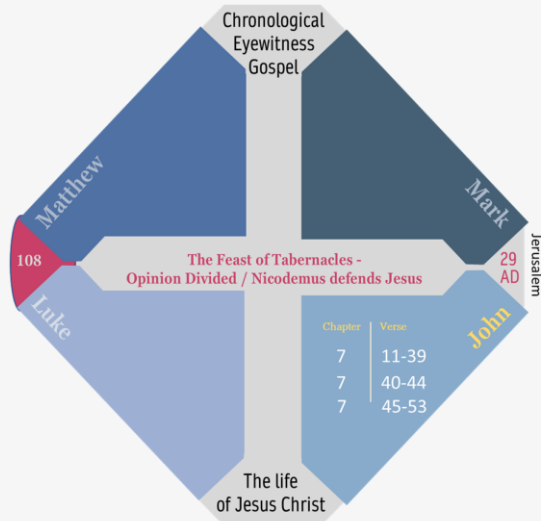 Chronological
Eyewitness
Gospel
Matthew
Mark
108
The Feast of Tabernacles -
Opinion Divided / Nicodemus defends Jesus
29
AD
Jerusalem
Luke
John
Chapter Verse
7 11-39
7 40-44
7 45-53
The life
of Jesus Christ